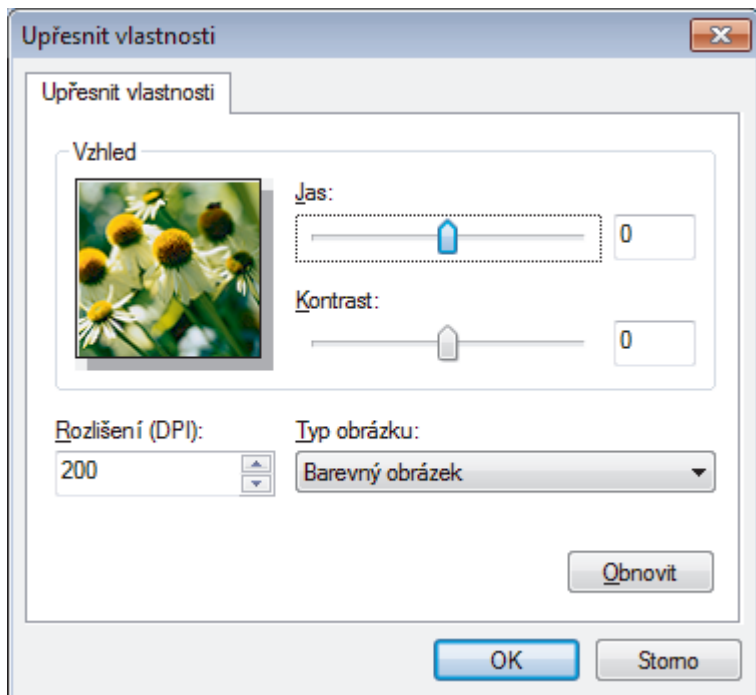 Upřesnit vlastnosti
Upřesnit vlastnosti
Vzhled
Jas:
0
Kontrast:
0
Rozlišení (DPI):
Typ obrázku:
200
Barevný obrázek
Obnovit
OK
Storno